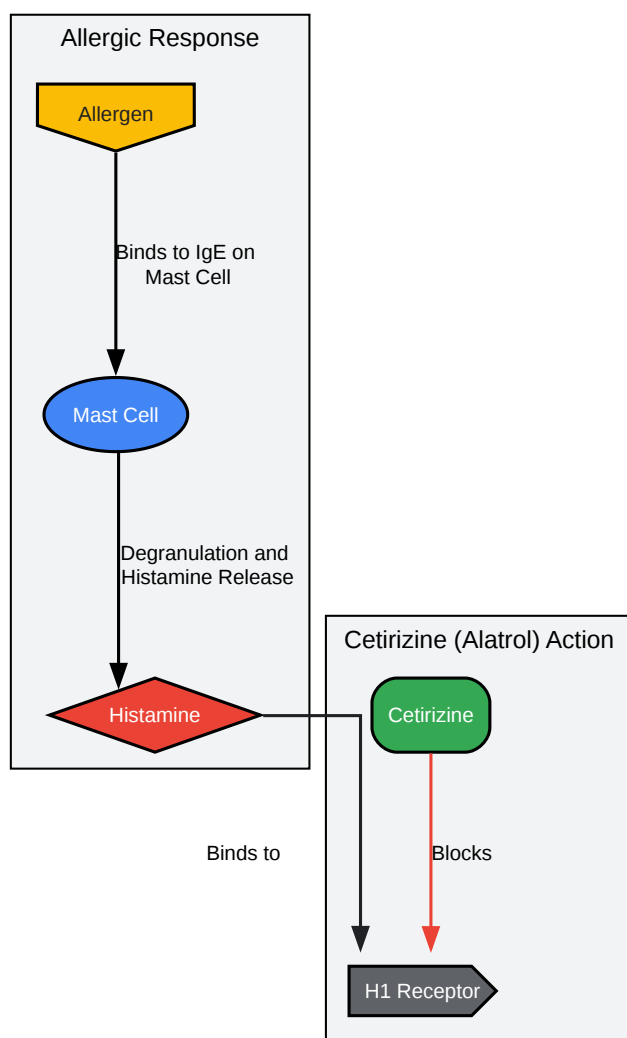 Allergic Response
Allergen
Binds to IgE on
Mast Cell
Mast Cell
Degranulation and
Histamine Release
Histamine
Cetirizine (Alatrol) Action
Cetirizine
Binds to
Blocks
H1 Receptor